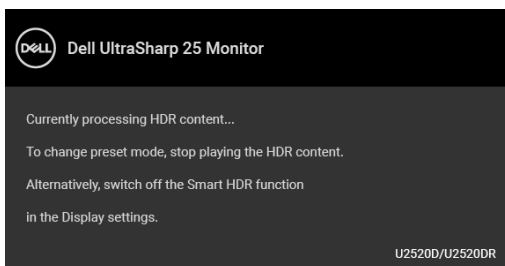 DELL
Dell UltraSharp 25 Monitor
Currently processing HDR content...
To change preset mode, stop playing the HDR content.
Alternatively, switch off the Smart HDR function
in the Display settings.
U2520D/U2520DR